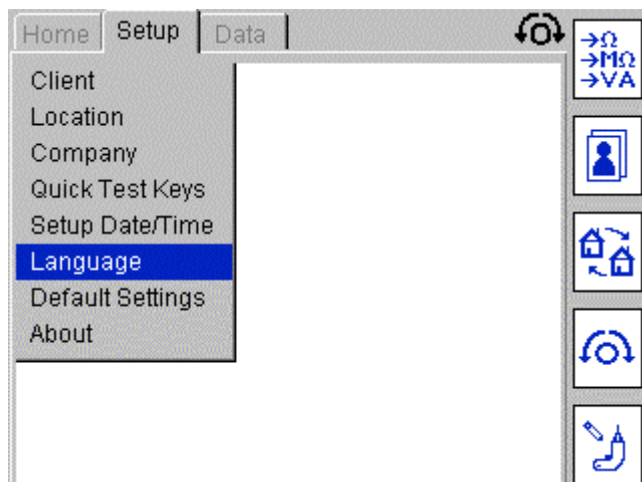 Home Setup Data
→Ω
→MΩ
→VA
Client
Location
Company
Quick Test Keys
Setup Date/Time
Language
Default Settings
About